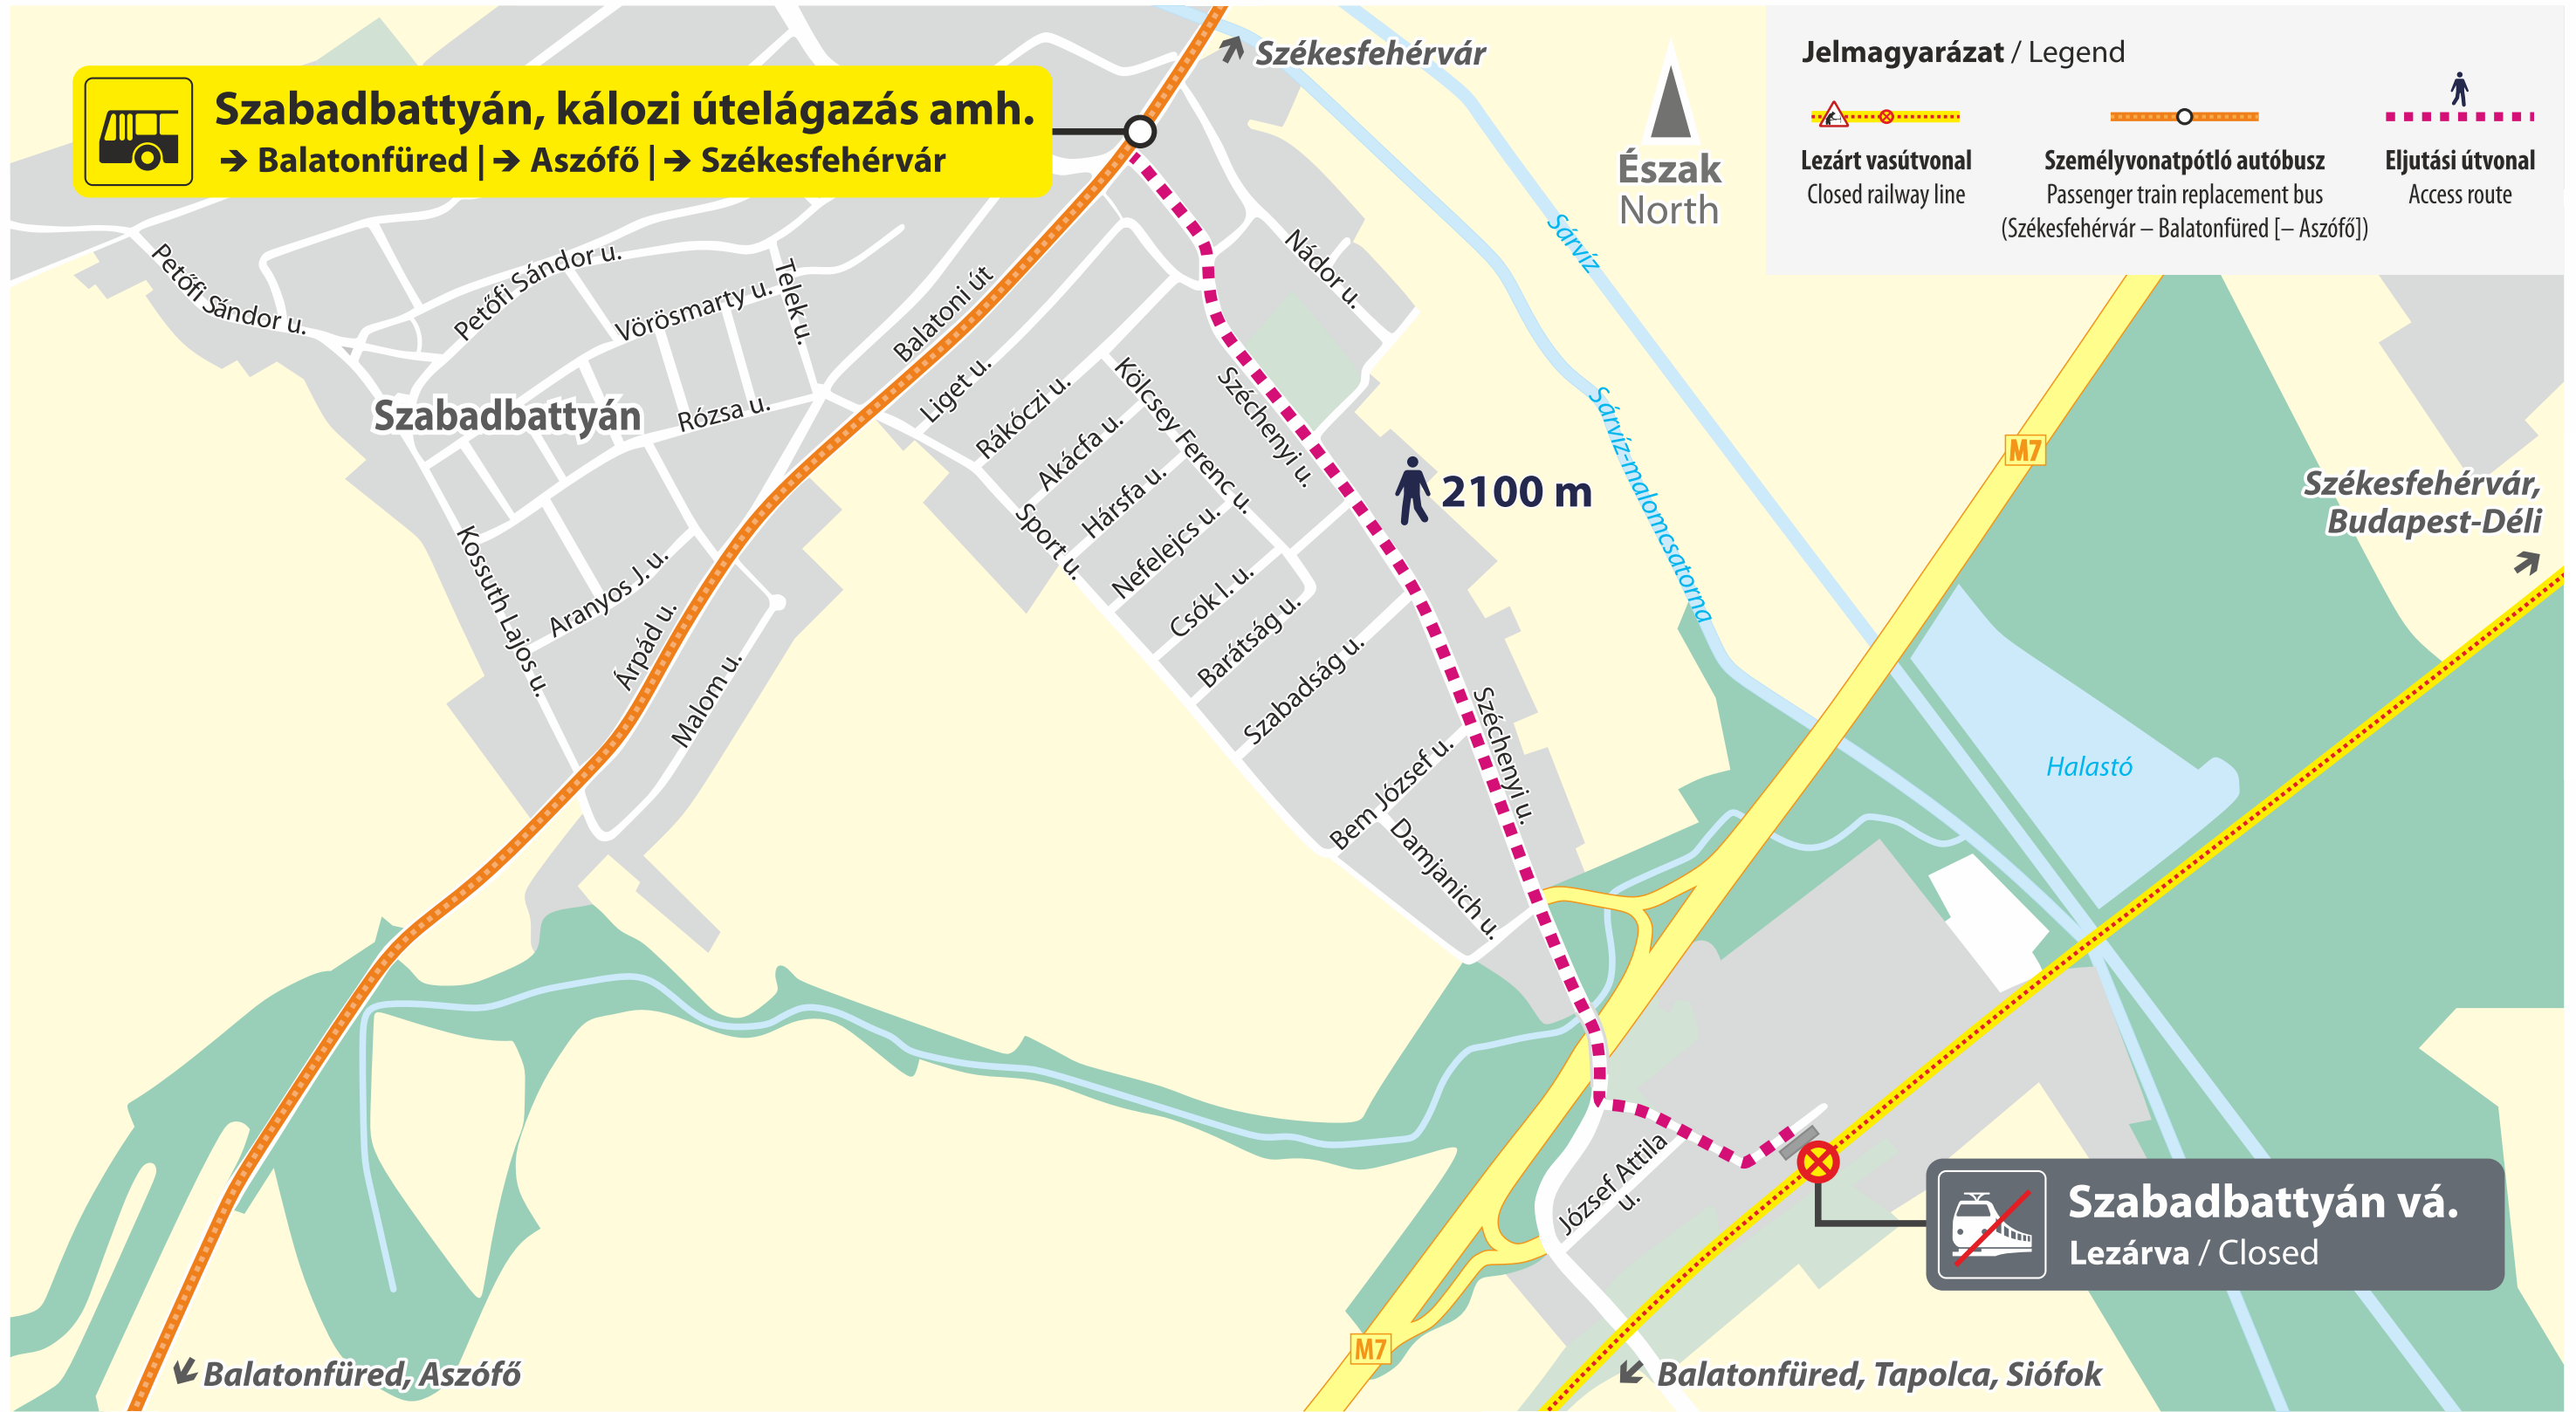 Szabadbattyán, kálozi útelágazás amh.
➔ Balatonfüred | ➔ Aszófő | ➔ Székesfehérvár
Székesfehérvár
Észak
North
Jelmagyarázat / Legend
Lezárt vasútvonal
Closed railway line
Személyvonatpótló autóbusz
Passenger train replacement bus
(Székesfehérvár – Balatonfüred [– Aszófő])
Eljutási útvonal
Access route
Petőfi Sándor u.
Petőfi Sándor u.
Vörösmarty u.
Telek u.
Balatoni út
Nádor u.
Sárvíz
Sárvíz-malomcsatorna
Szabadbattyán
Rózsa u.
Liget u.
Rákóczi u.
Akácfa u.
Kölcsey Ferenc u.
Széchenyi u.
Hársfa u.
Nefelejcs u.
Sport u.
Csók I. u.
Barátság u.
Szabadság u.
2100 m
M7
Székesfehérvár,
Budapest-Déli
Kossuth Lajos u.
Aranyos J. u.
Árpád u.
Malom u.
Széchenyi u.
Bem József u.
Damjanich u.
Halastó
József Attila
u.
Szabadbattyán vá.
Lezárva / Closed
M7
Balatonfüred, Aszófő
Balatonfüred, Tapolca, Siófok